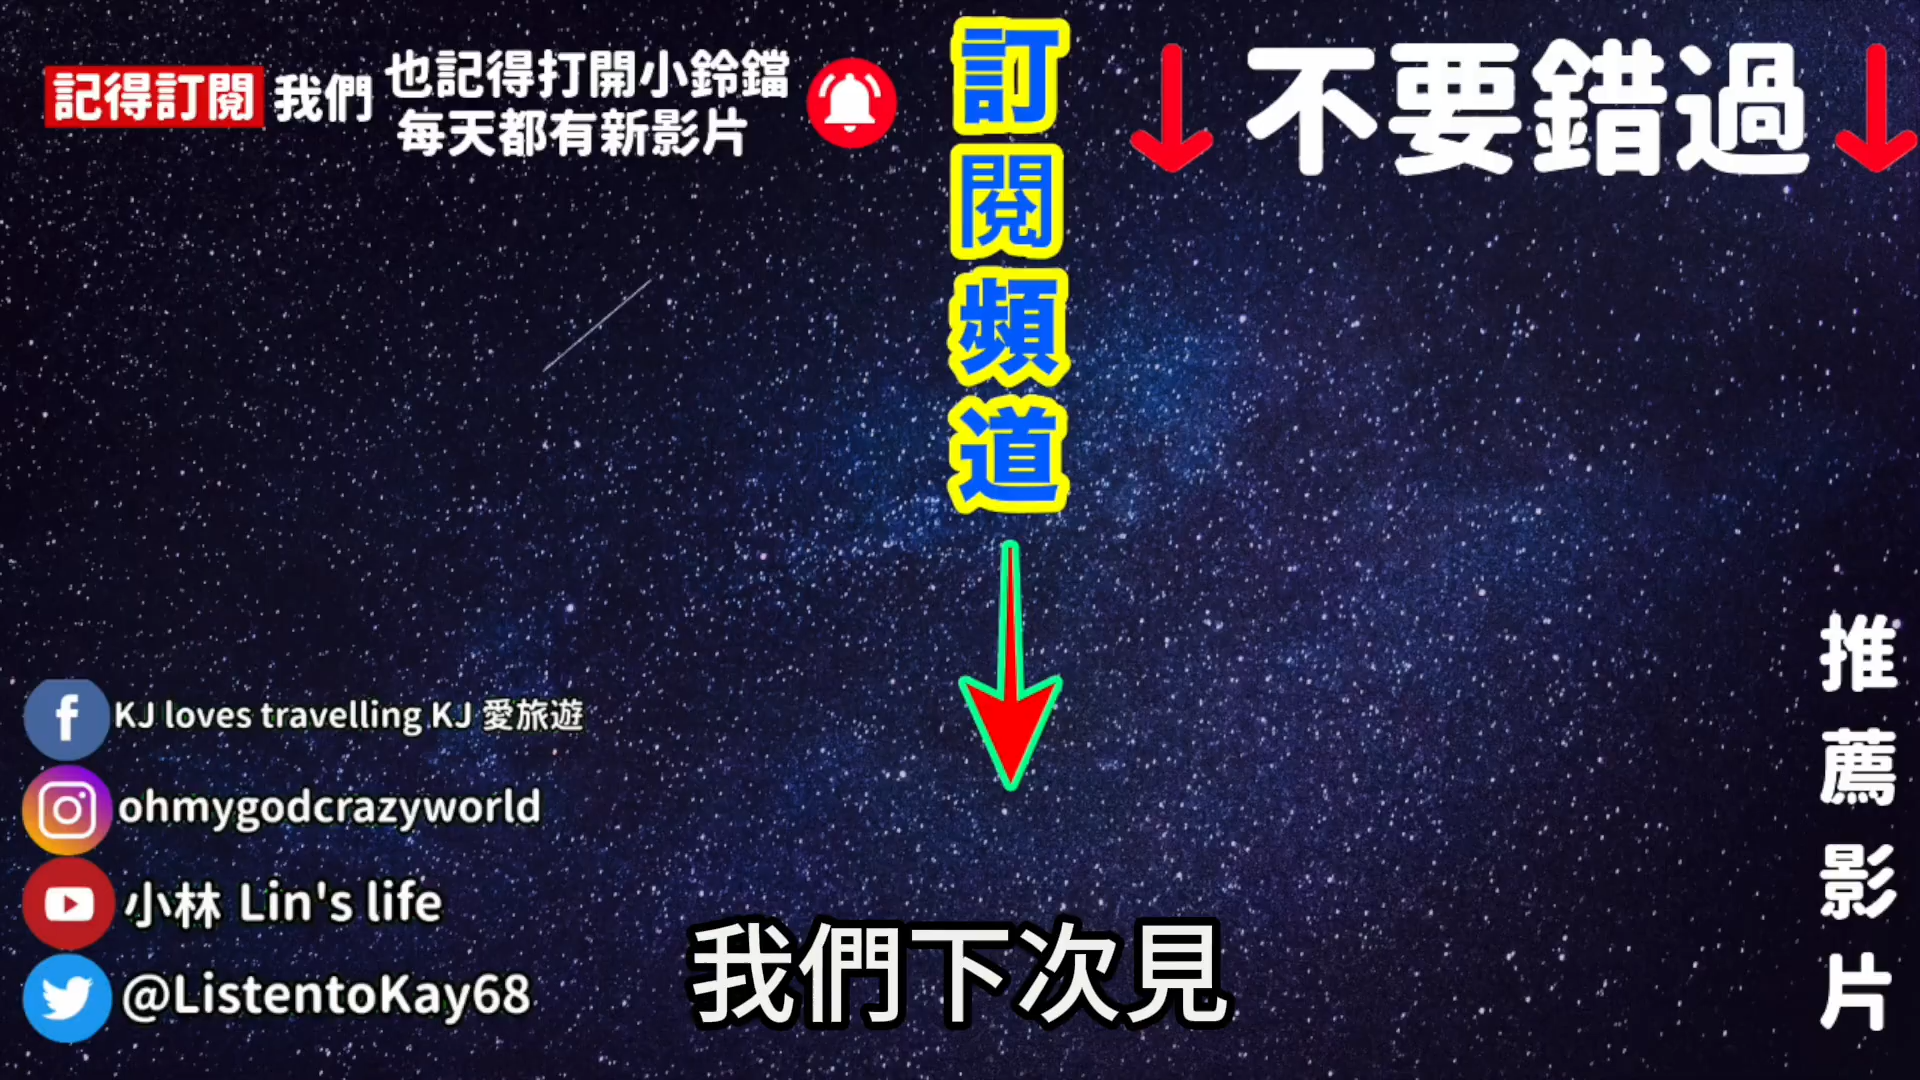 記得訂閱 我們
也記得打開小鈴鐺
每天都有新影片
訂閱頻道
不要錯過
KJ loves travelling KJ 愛旅遊
ohmygodcrazyworld
小林 Lin's life
@ListentoKay68
推薦影片
我們下次見